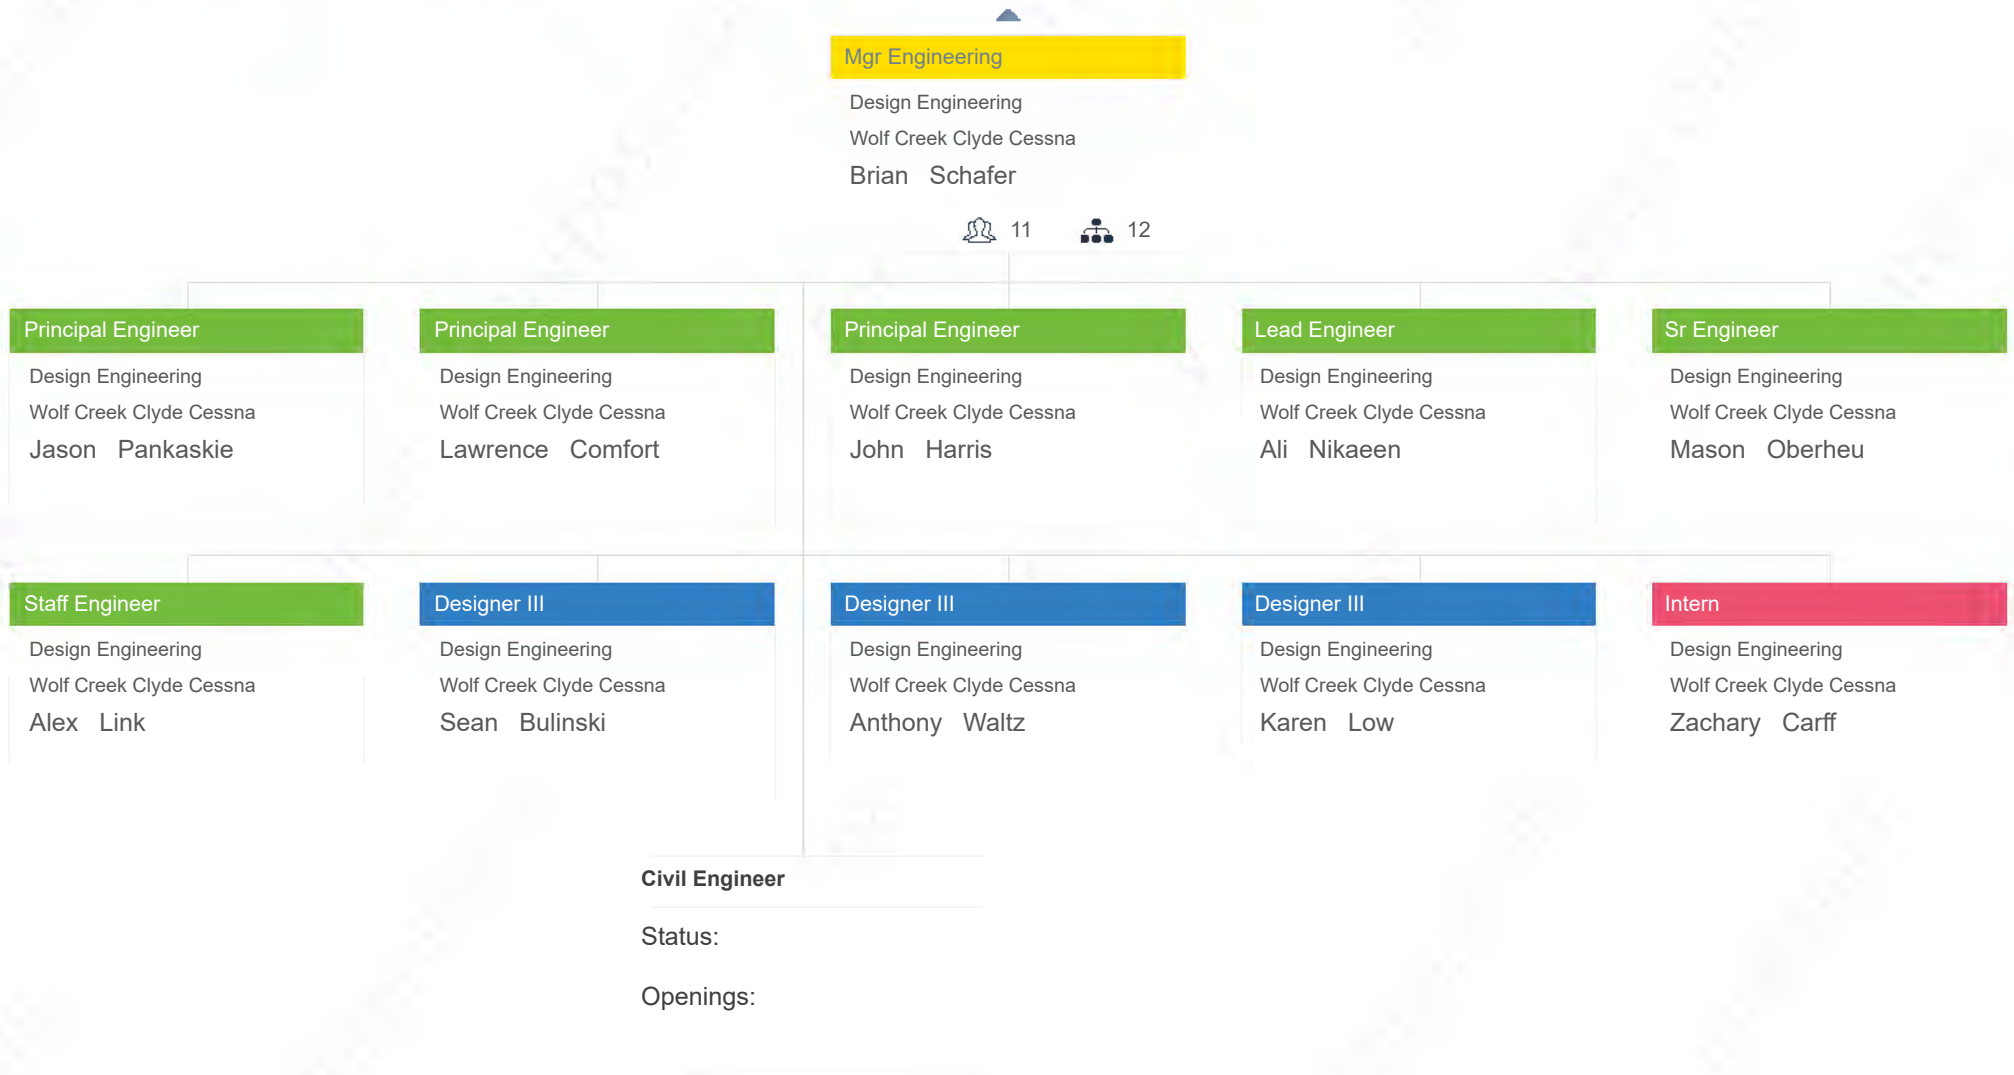 Mgr Engineering
Design Engineering
Wolf Creek Clyde Cessna
Brian Schafer
11 12
Principal Engineer
Design Engineering
Wolf Creek Clyde Cessna
Jason Pankaskie
Principal Engineer
Design Engineering
Wolf Creek Clyde Cessna
Lawrence Comfort
Principal Engineer
Design Engineering
Wolf Creek Clyde Cessna
John Harris
Lead Engineer
Design Engineering
Wolf Creek Clyde Cessna
Ali Nikaeen
Sr Engineer
Design Engineering
Wolf Creek Clyde Cessna
Mason Oberheu
Staff Engineer
Design Engineering
Wolf Creek Clyde Cessna
Alex Link
Designer III
Design Engineering
Wolf Creek Clyde Cessna
Sean Bulinski
Designer III
Design Engineering
Wolf Creek Clyde Cessna
Anthony Waltz
Designer III
Design Engineering
Wolf Creek Clyde Cessna
Karen Low
Intern
Design Engineering
Wolf Creek Clyde Cessna
Zachary Carff
Civil Engineer
Status:
Openings: